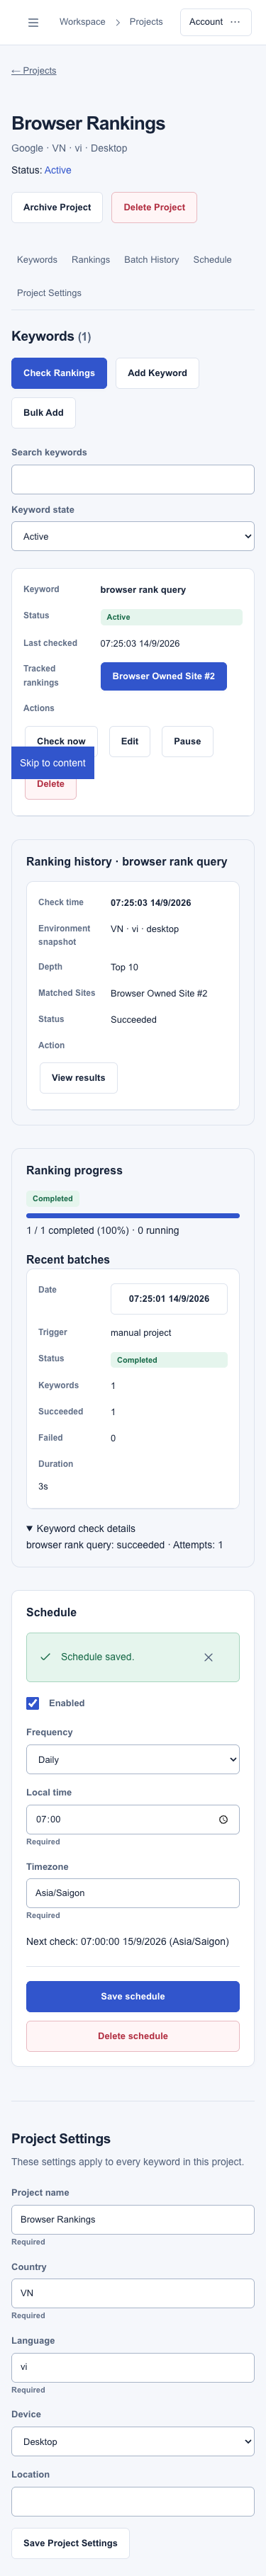 Workspace > Projects Account ...
← Projects
Browser Rankings
Google · VN · vi · Desktop
Status: Active
Archive Project Delete Project
Keywords Rankings Batch History Schedule
Project Settings
Keywords (1)
Check Rankings Add Keyword
Bulk Add
Search keywords
Keyword state
Active
Keyword browser rank query
Status Active
Last checked 07:25:03 14/9/2026
Tracked rankings Browser Owned Site #2
Actions
Check now Edit Pause
Skip to content
Delete
Ranking history · browser rank query
Check time 07:25:03 14/9/2026
Environment snapshot VN · vi · desktop
Depth Top 10
Matched Sites Browser Owned Site #2
Status Succeeded
Action
View results
Ranking progress
Completed
1 / 1 completed (100%) · 0 running
Recent batches
Date 07:25:01 14/9/2026
Trigger manual project
Status Completed
Keywords 1
Succeeded 1
Failed 0
Duration
3s
▼ Keyword check details
browser rank query: succeeded · Attempts: 1
Schedule
Schedule saved.
Enabled
Frequency
Daily
Local time
07:00
Required
Timezone
Asia/Saigon
Required
Next check: 07:00:00 15/9/2026 (Asia/Saigon)
Save schedule
Delete schedule
Project Settings
These settings apply to every keyword in this project.
Project name
Browser Rankings
Required
Country
VN
Required
Language
vi
Required
Device
Desktop
Location
Save Project Settings